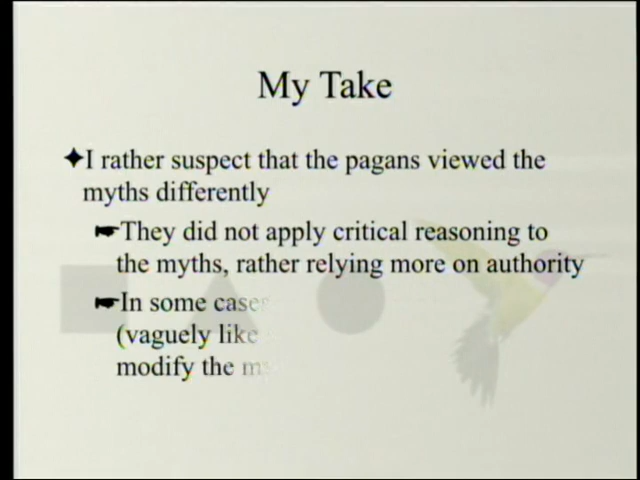 My Take
I rather suspect that the pagans viewed the
myths differently
They did not apply critical reasoning to
the myths, rather relying more on authority
In some case
(vaguely like
modify the